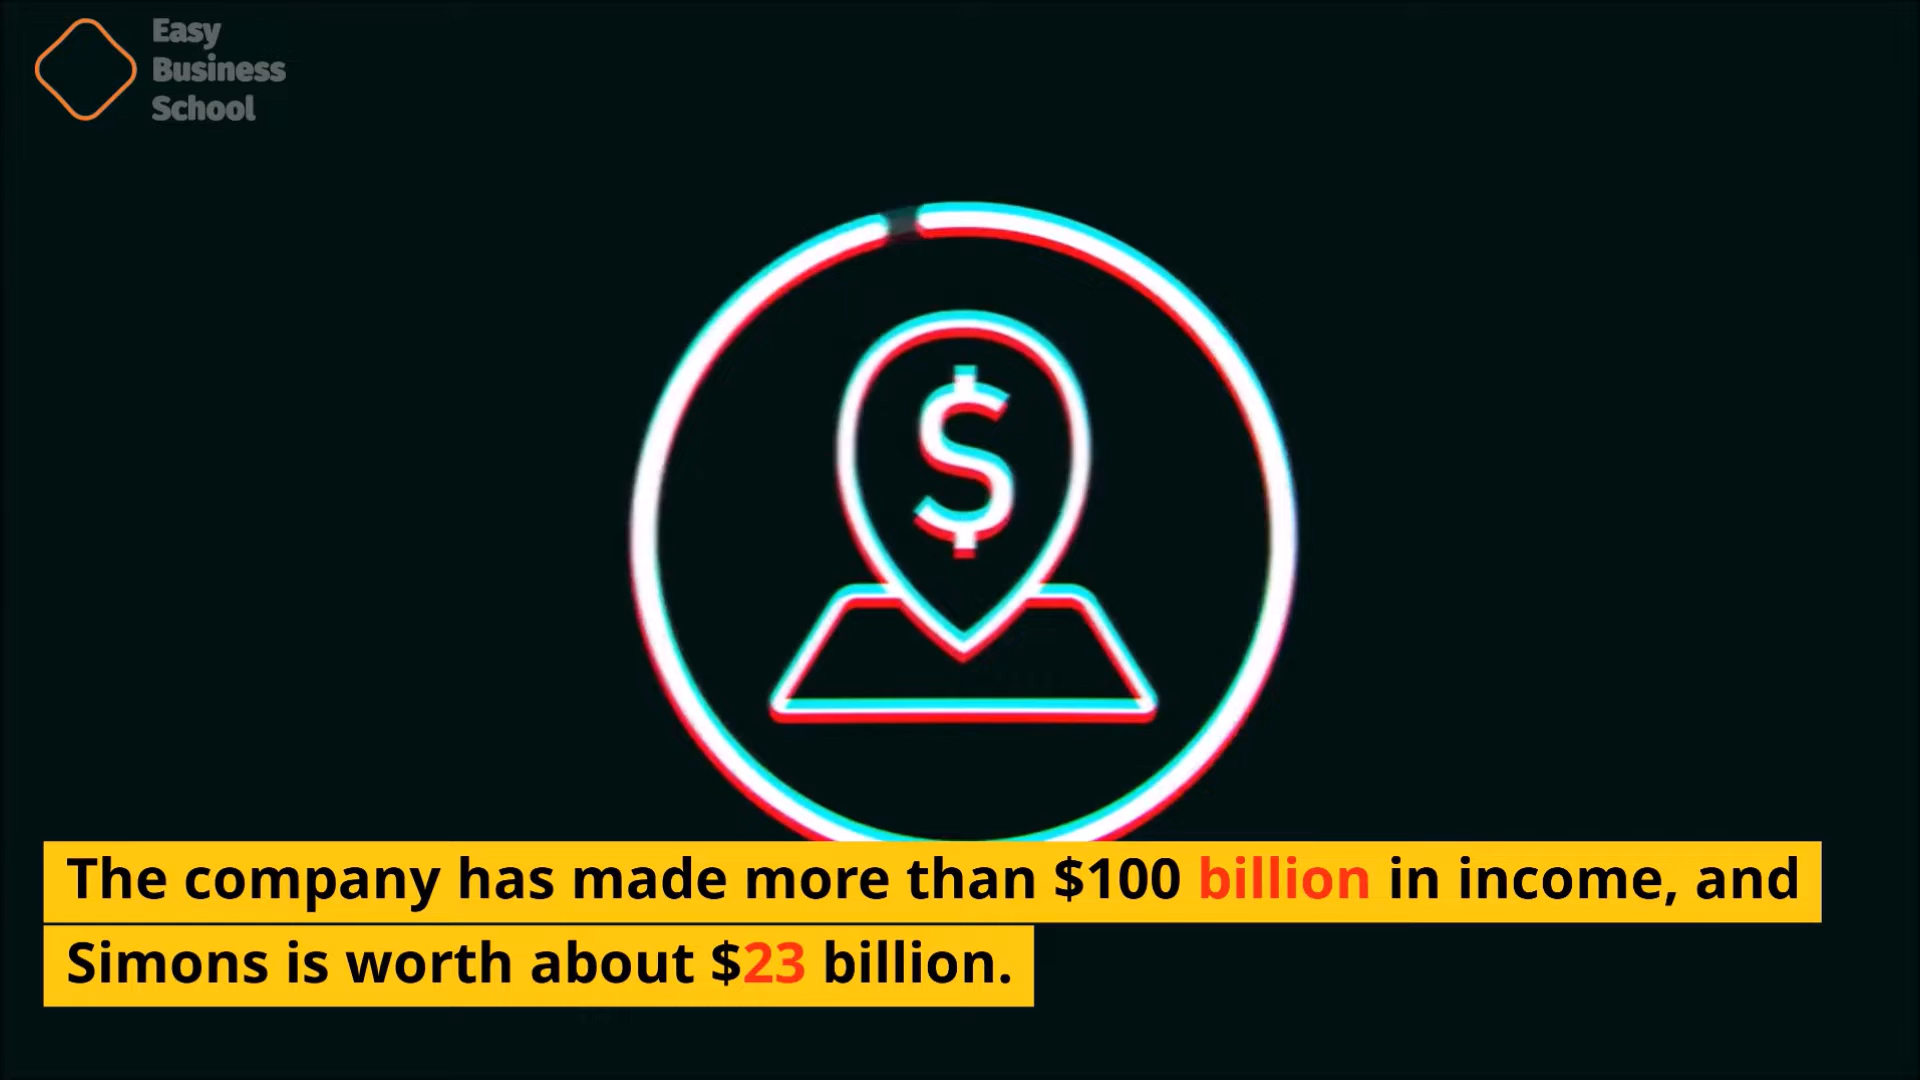 Easy
Business
School
$
The company has made more than $100 billion in income, and
Simons is worth about $23 billion.